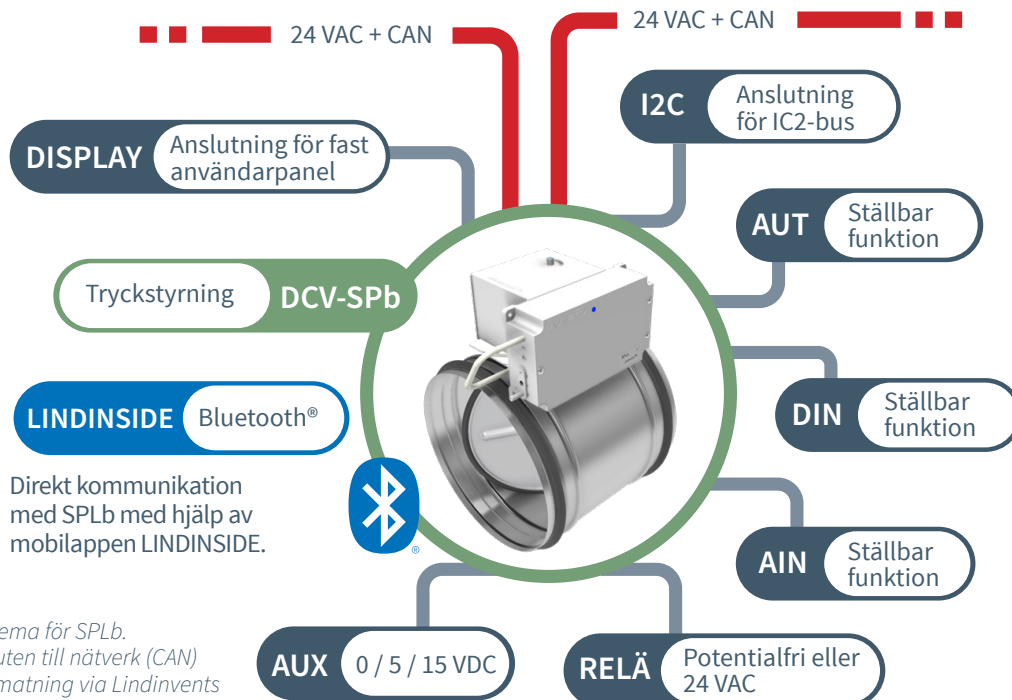 24 VAC + CAN
24 VAC + CAN
I2C
Anslutning
för IC2-bus
DISPLAY
Anslutning för fast
användarpanel
AUT
Ställbar
funktion
Tryckstyrning
DCV-SPb
LINDINSIDE
Bluetooth®
DIN
Ställbar
funktion
Direkt kommunikation
med SPLb med hjälp av
mobilappen LINDINSIDE.
®
AIN
Ställbar
funktion
ema för SPLb.
uten till nätverk (CAN)
matning via Lindinvents
AUX
0 / 5 / 15 VDC
RELÄ
Potentialfri eller
24 VAC